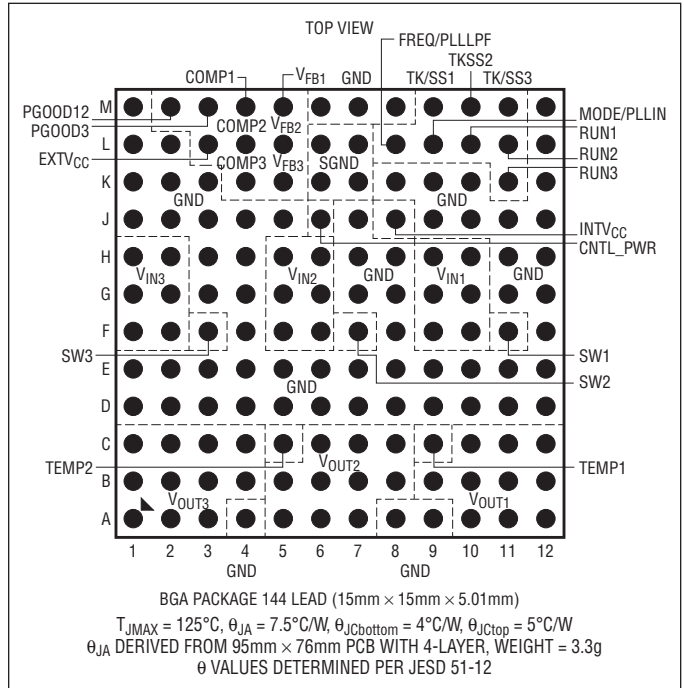 TOP VIEW
FREQ/PLLLPF
TKSS2
COMP1 VFB1 GND TK/SS1 TK/SS3
M
PGOOD12
PGOOD3
COMP2 VFB2
MODE/PLLIN
L
RUN1
EXTVCC
COMP3 VFB3 SGND
RUN2
K
RUN3
GND GND
J
INTVCC
CNTL_PWR
H
VIN3 VIN2 GND VIN1 GND
G
F
SW3 SW1
E
GND
SW2
D
C
TEMP2 VOUT2 TEMP1
B
VOUT3 VOUT1
A
1 2 3 4 5 6 7 8 9 10 11 12
GND GND
BGA PACKAGE 144 LEAD (15mm × 15mm × 5.01mm)
TJMAX = 125°C, θJA = 7.5°C/W, θJCbottom = 4°C/W, θJCtop = 5°C/W
θJA DERIVED FROM 95mm × 76mm PCB WITH 4-LAYER, WEIGHT = 3.3g
θ VALUES DETERMINED PER JESD 51-12